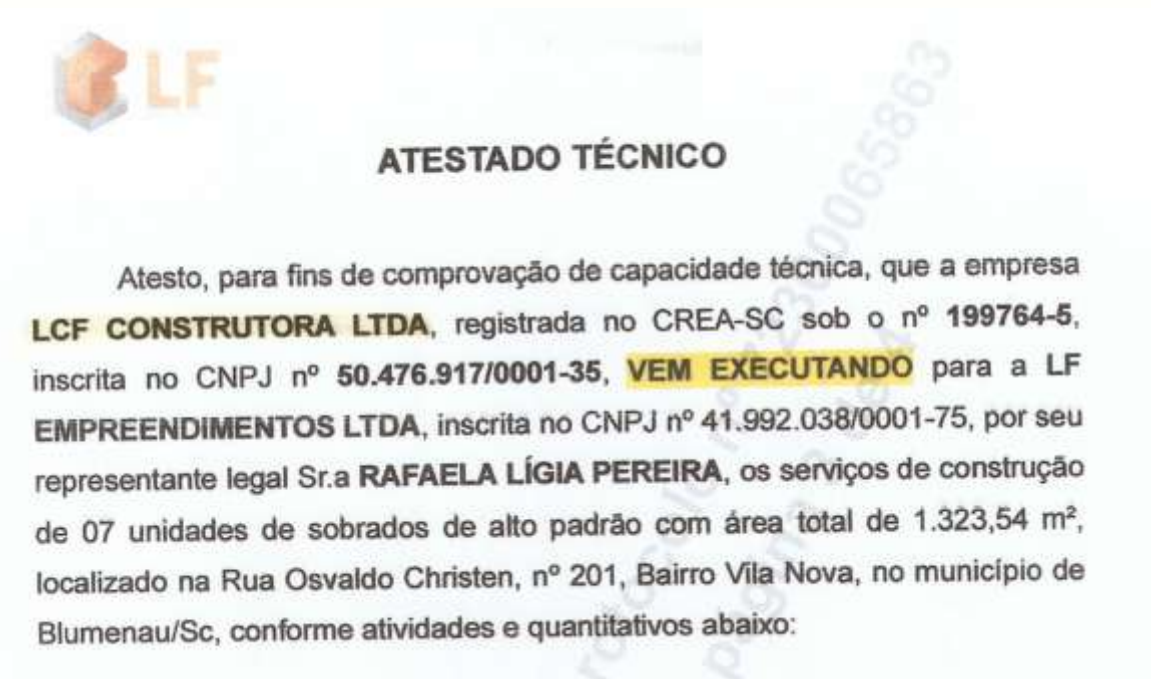 LF
ATESTADO TÉCNICO
Atesto, para fins de comprovação de capacidade técnica, que a empresa
LCF CONSTRUTORA LTDA, registrada no CREA-SC sob o nº 199764-5,
inscrita no CNPJ nº 50.476.917/0001-35, VEM EXECUTANDO para a LF
EMPREENDIMENTOS LTDA, inscrita no CNPJ nº 41.992.038/0001-75, por seu
representante legal Sr.a RAFAELA LÍGIA PEREIRA, os serviços de construção
de 07 unidades de sobrados de alto padrão com área total de 1.323,54 m²,
localizado na Rua Osvaldo Christen, nº 201, Bairro Vila Nova, no município de
Blumenau/Sc, conforme atividades e quantitativos abaixo: